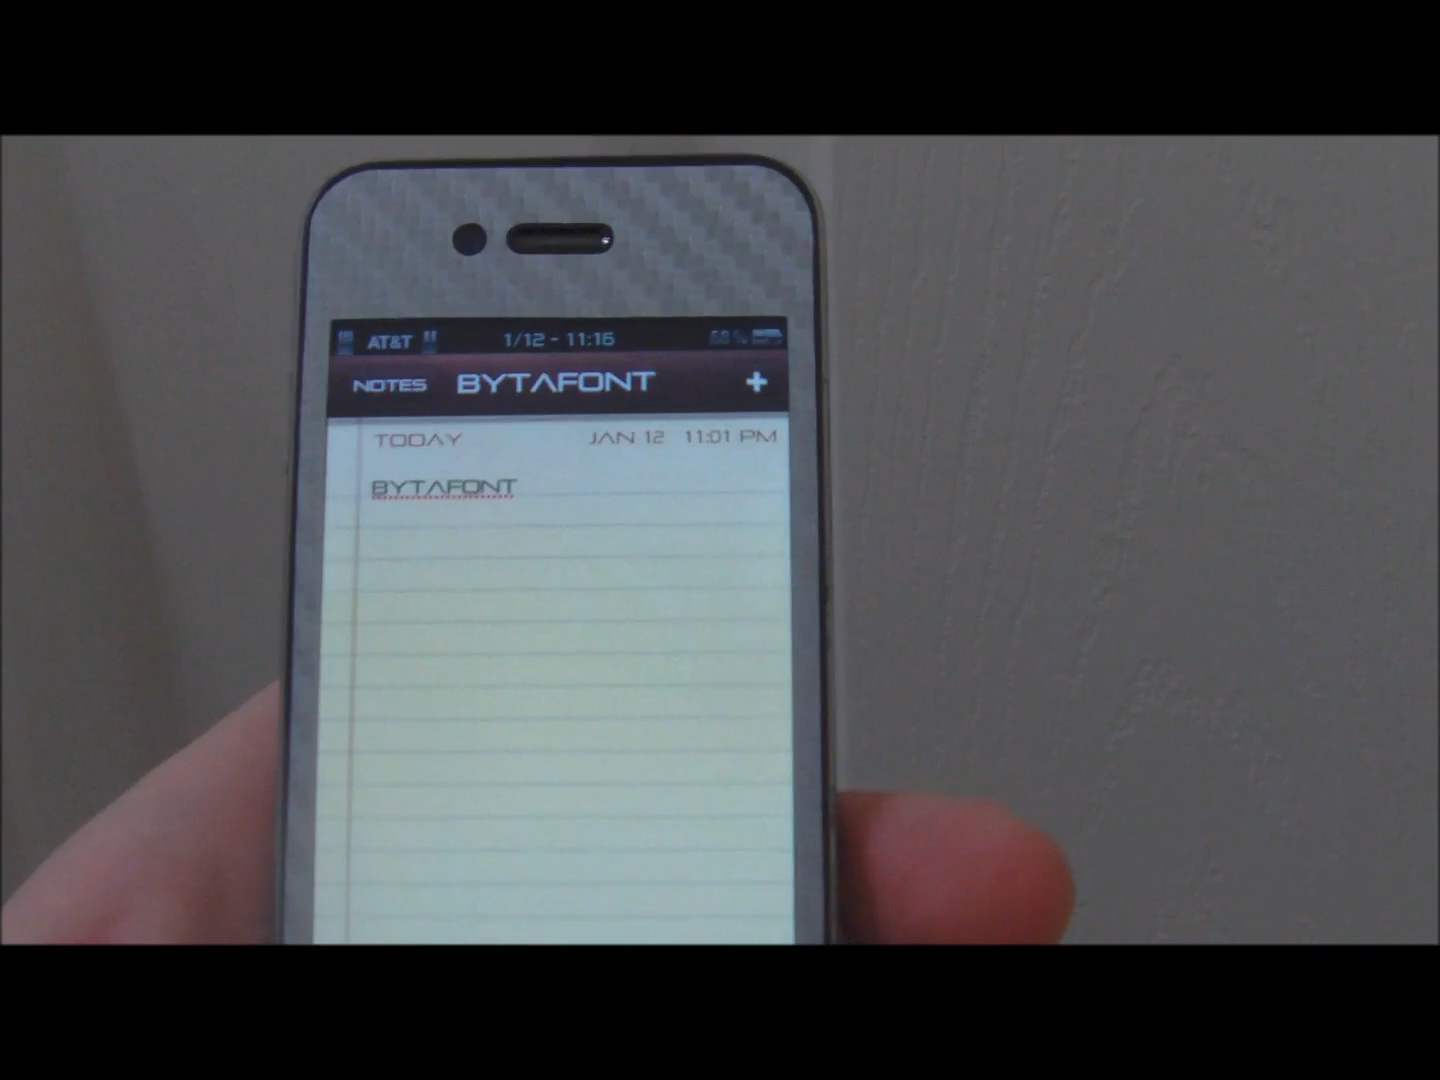 AT&T 1/12 - 11:16
NOTES BYTAFONT +
TODAY JAN 12 11:01 PM
BYTAFONT